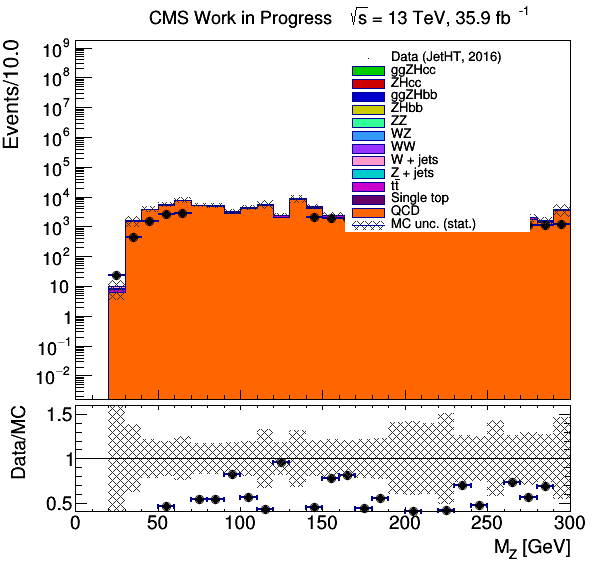 CMS Work in Progress √s = 13 TeV, 35.9 fb⁻¹
Events/10.0
10⁹
10⁸
10⁷
10⁶
10⁵
10⁴
10³
10²
10
1
10⁻¹
10⁻²
Data (JetHT, 2016)
ggZHcc
ZHcc
ggZHbb
ZHbb
ZZ
WZ
WW
W + jets
Z + jets
tt̄
Single top
QCD
MC unc. (stat.)
Data/MC
1.5
1
0.5
0 50 100 150 200 250 300
M_Z [GeV]